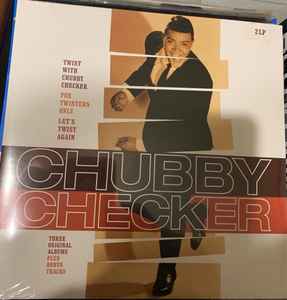 2LP
TWIST
WITH
CHUBBY
CHECKER
FOR
TWISTERS
ONLY
LET'S
TWIST
AGAIN
CHUBBY
CHECKER
THREE
ORIGINAL
ALBUMS
PLUS
BONUS
TRACKS